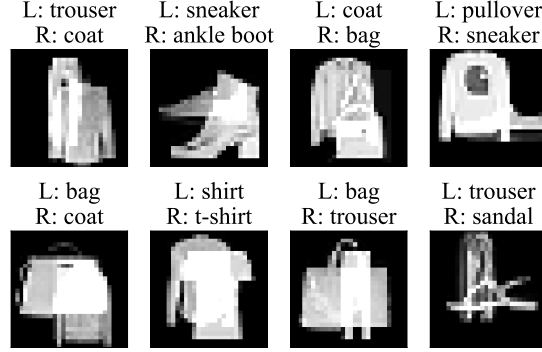 L: trouser
R: coat
L: sneaker
R: ankle boot
L: coat
R: bag
L: pullover
R: sneaker
L: bag
R: coat
L: shirt
R: t-shirt
L: bag
R: trouser
L: trouser
R: sandal